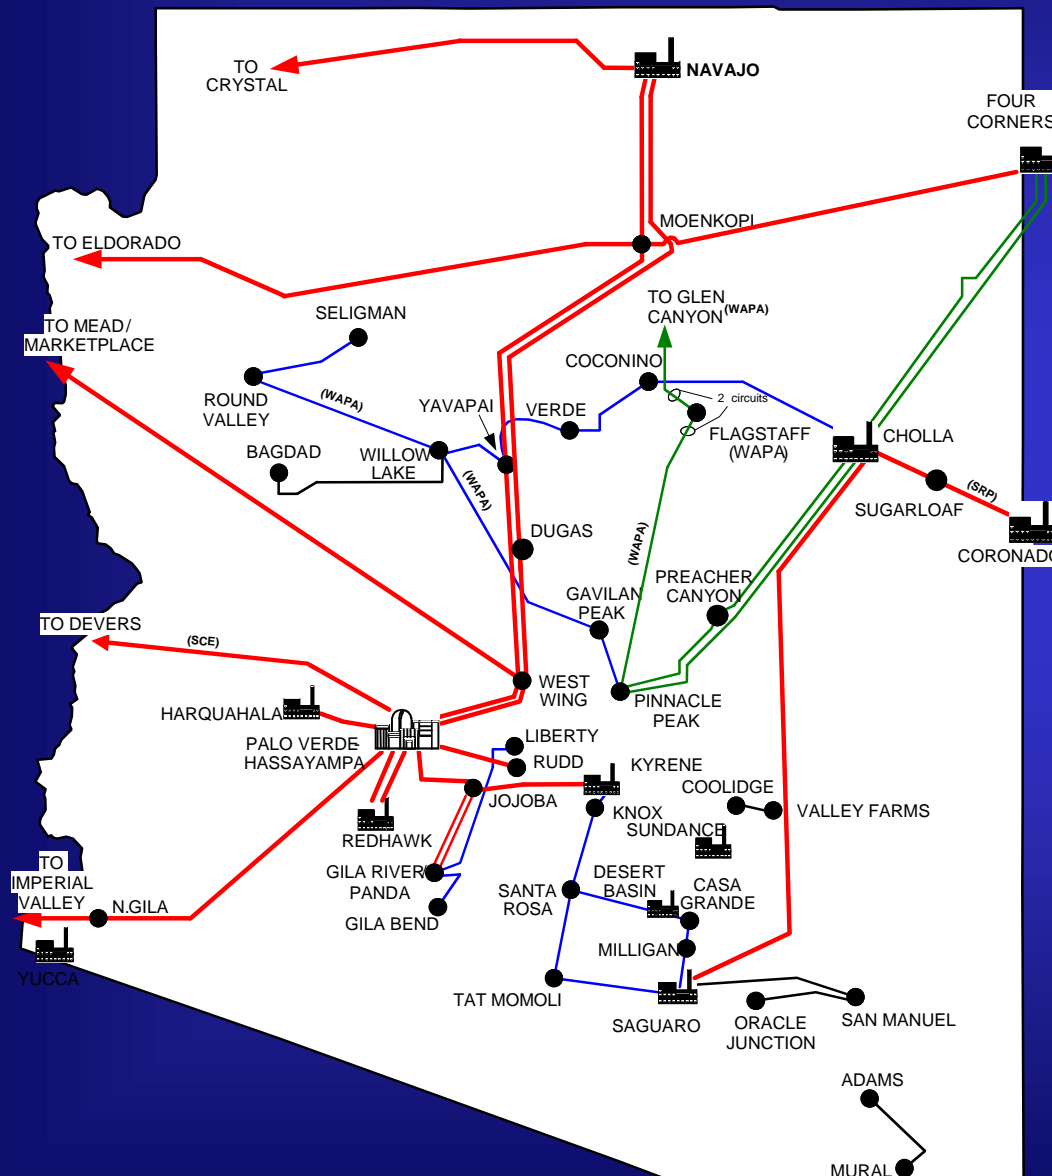 TO
CRYSTAL
NAVAJO
FOUR
CORNERS
MOENKOPI
TO ELDORADO
TO GLEN
CANYON (WAPA)
SELIGMAN
TO MEAD/
MARKETPLACE
COCONINO
ROUND
VALLEY
(WAPA)
YAVAPAI
VERDE
2 circuits
FLAGSTAFF
(WAPA)
CHOLLA
BAGDAD
WILLOW
LAKE
(WAPA)
(SRP)
SUGARLOAF
DUGAS
(WAPA)
CORONADO
PREACHER
CANYON
GAVILAN
PEAK
TO DEVERS
(SCE)
WEST
WING
PINNACLE
PEAK
HARQUAHALA
PALO VERDE-
HASSAYAMPA
LIBERTY
RUDD
KYRENE
JOJOBA
COOLIDGE
VALLEY FARMS
KNOX
SUNDANCE
REDHAWK
TO
IMPERIAL
VALLEY
GILA RIVER/
PANDA
DESERT
BASIN
CASA
GRANDE
SANTA
ROSA
N.GILA
GILA BEND
MILLIGAN
YUCCA
TAT MOMOLI
SAGUARO
ORACLE
JUNCTION
SAN MANUEL
ADAMS
MURAL